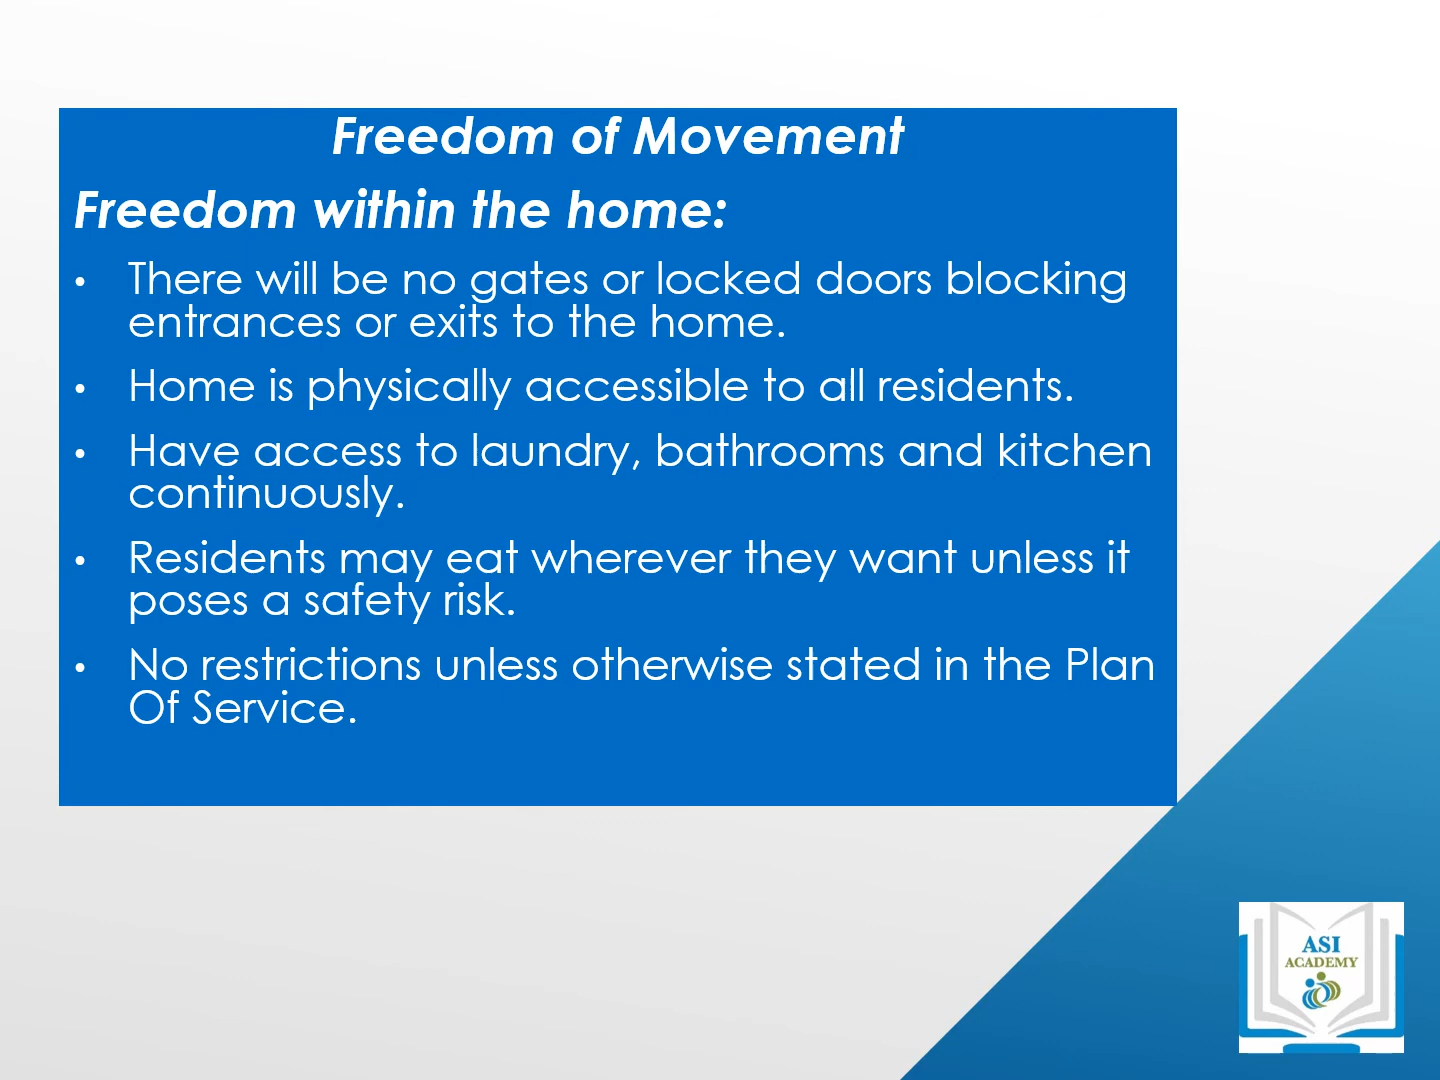 Freedom of Movement
Freedom within the home:
• There will be no gates or locked doors blocking
entrances or exits to the home.
• Home is physically accessible to all residents.
• Have access to laundry, bathrooms and kitchen
continuously.
• Residents may eat wherever they want unless it
poses a safety risk.
• No restrictions unless otherwise stated in the Plan
Of Service.
ASI
ACADEMY